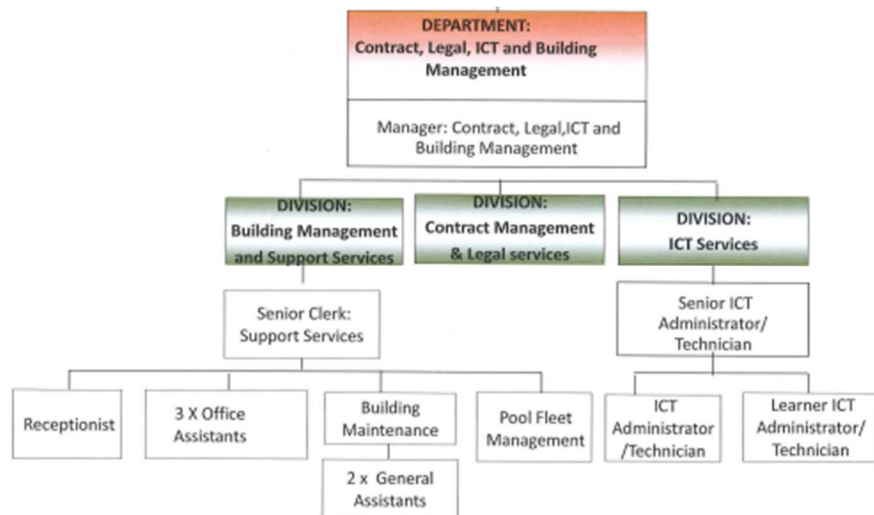 DEPARTMENT:
Contract, Legal, ICT and Building
Management
Manager: Contract, Legal,ICT and
Building Management
DIVISION:
Building Management
and Support Services
DIVISION:
Contract Management
& Legal services
DIVISION:
ICT Services
Senior Clerk:
Support Services
Senior ICT
Administrator/
Technician
Receptionist
3 X Office
Assistants
Building
Maintenance
Pool Fleet
Management
ICT
Administrator
/Technician
Learner ICT
Administrator/
Technician
2 x General
Assistants